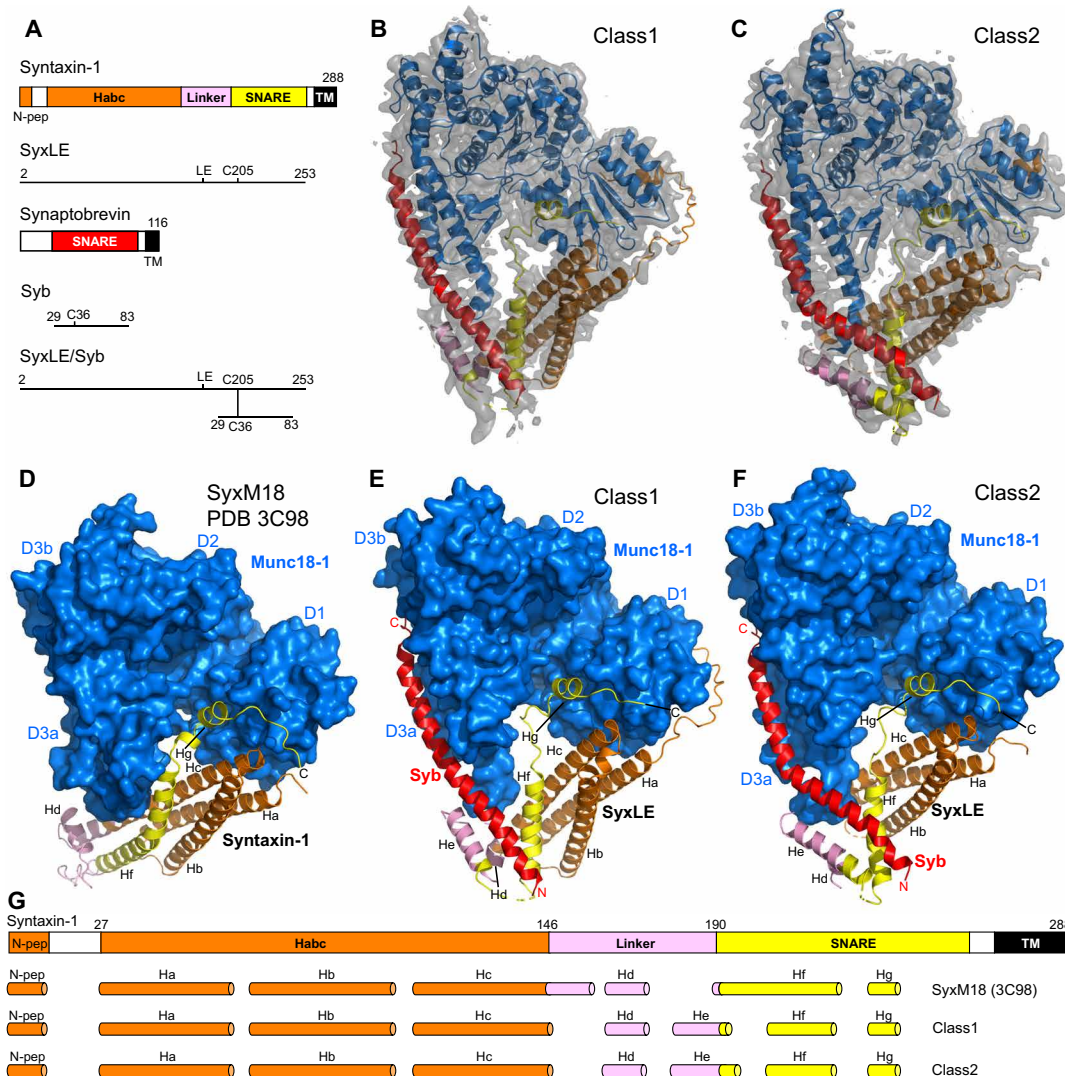 A
Syntaxin-1
288
Habc Linker SNARE TM
N-pep
SyxLE
2 LE C205 253
Synaptobrevin
116
SNARE
TM
Syb
29 C36 83
SyxLE/Syb
2 LE C205 253
29 C36 83
B Class1
C Class2
D SyxM18
PDB 3C98
D3b D2
Munc18-1
D1
D3a
Hg
Hc
C
Hd
Ha
Syntaxin-1
Hf Hb
E Class1
D3b D2
Munc18-1
D1
C
C
Hg
D3a Hc
Syb Hf Ha
SyxLE
He
Hb
Hd N
F Class2
D3b D2
Munc18-1
D1
C
C
Hg
Hc
D3a Hf Ha
SyxLE
He Hb
Hd Syb
N
G
Syntaxin-1 27 146 190 288
N-pep Habc Linker SNARE TM
N-pep Ha Hb Hc Hd Hf Hg
SyxM18 (3C98)
N-pep Ha Hb Hc Hd He Hf Hg
Class1
N-pep Ha Hb Hc Hd He Hf Hg
Class2